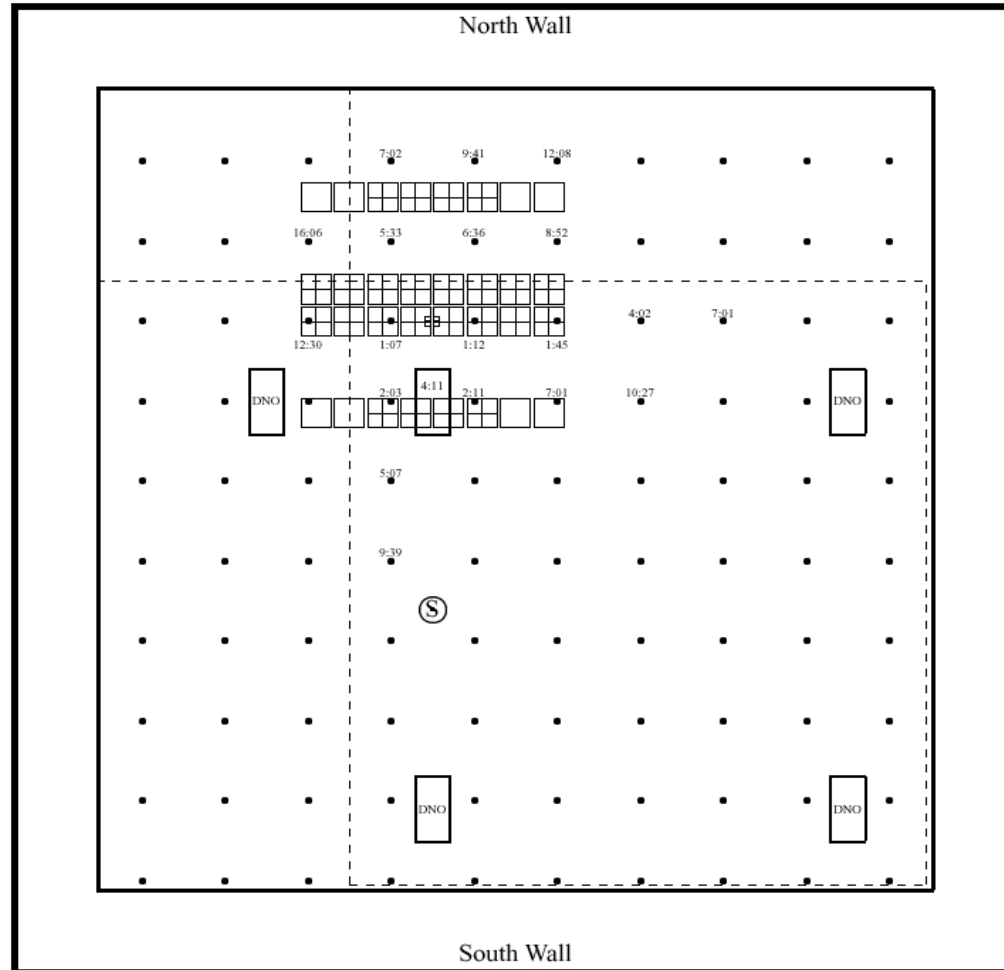 North Wall
7:02 9:41 12:08
16:06 5:33 6:36 8:52
4:02 7:01
12:30 1:07 1:12 1:45
4:11
2:03 2:11 7:01 10:27
DNO DNO
5:07
9:39
S
DNO DNO
South Wall